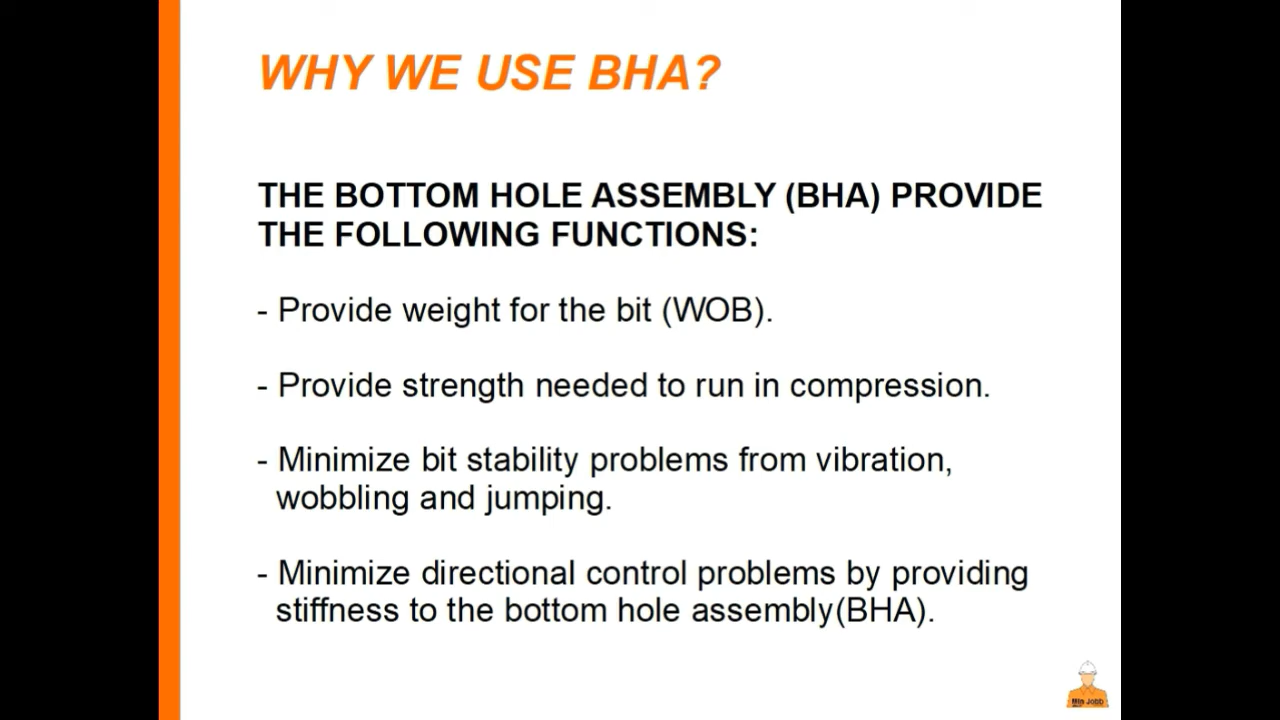 WHY WE USE BHA?
THE BOTTOM HOLE ASSEMBLY (BHA) PROVIDE
THE FOLLOWING FUNCTIONS:
- Provide weight for the bit (WOB).
- Provide strength needed to run in compression.
- Minimize bit stability problems from vibration,
wobbling and jumping.
- Minimize directional control problems by providing
stiffness to the bottom hole assembly(BHA).
Min Jobb